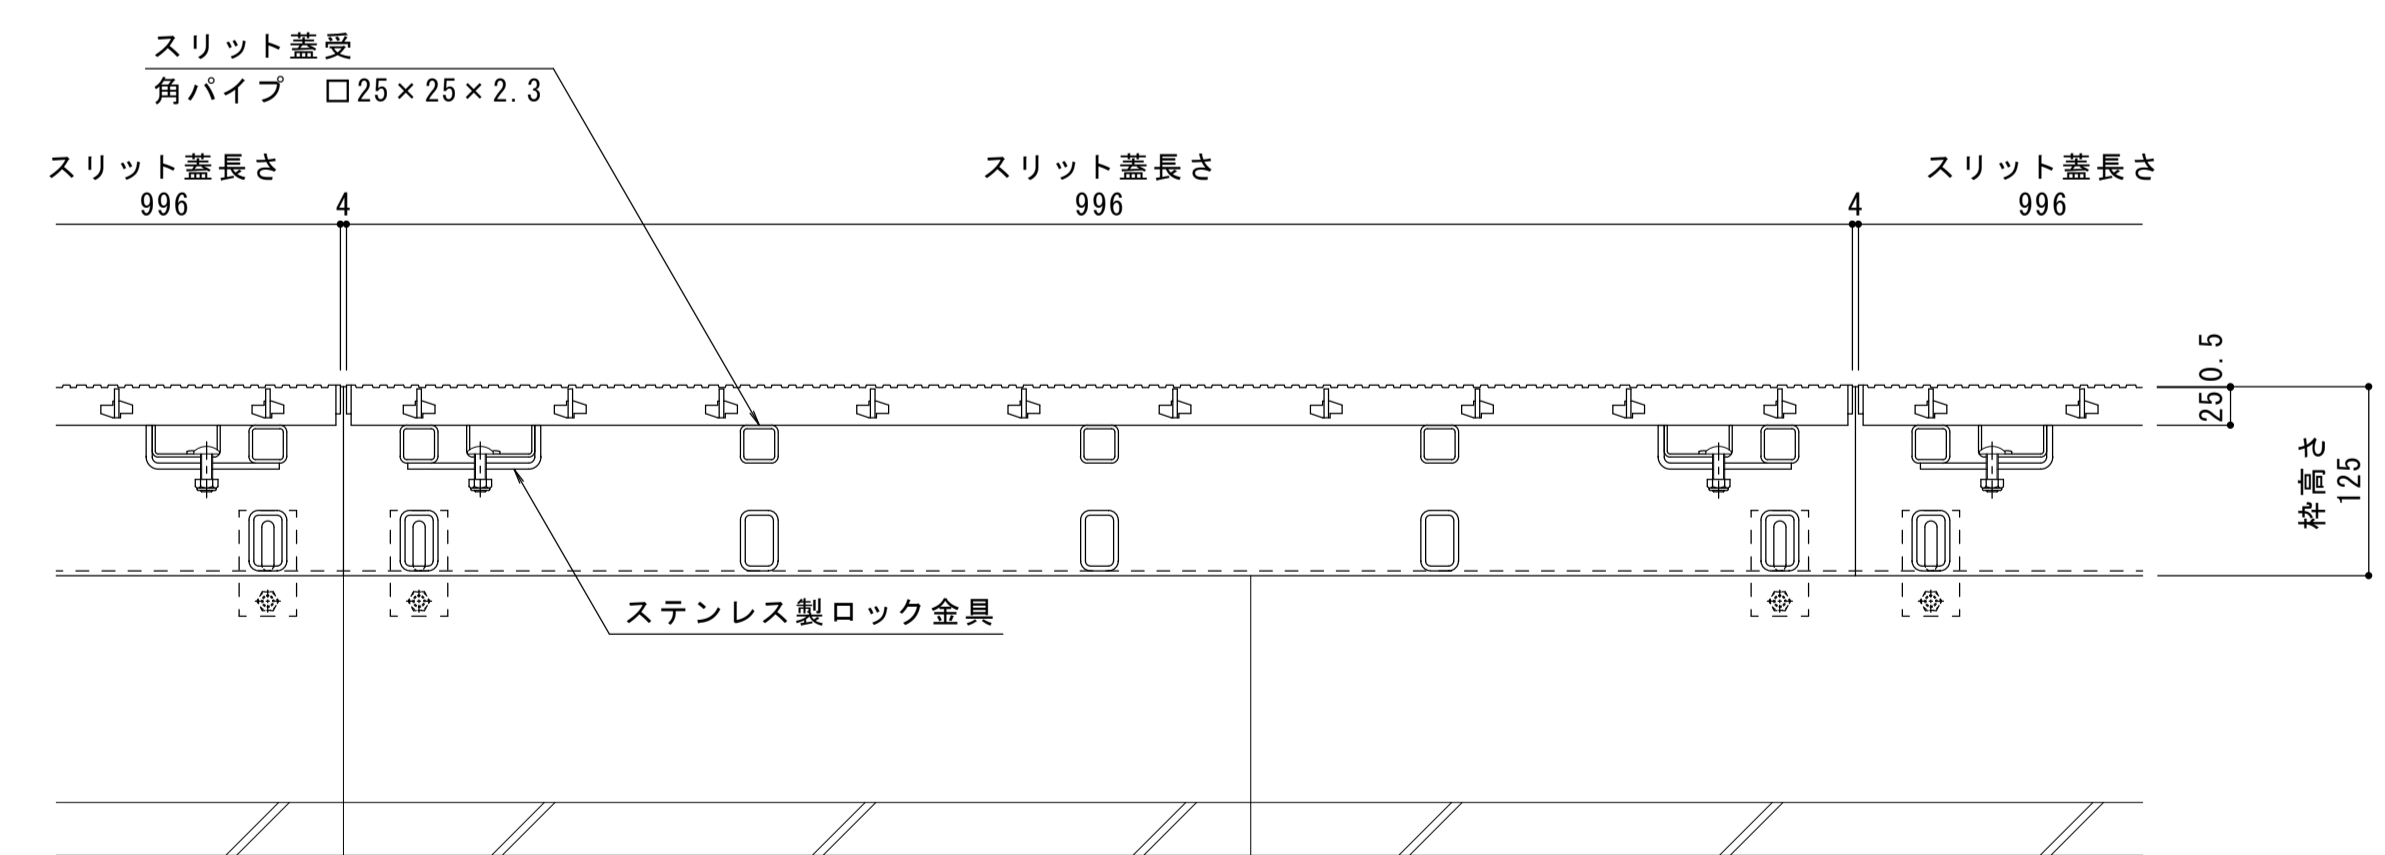 スリット蓋受
角パイプ □25×25×2.3
スリット蓋長さ
996
4
スリット蓋長さ
996
4
スリット蓋長さ
996
0.5
25
枠高さ
125
ステンレス製ロック金具